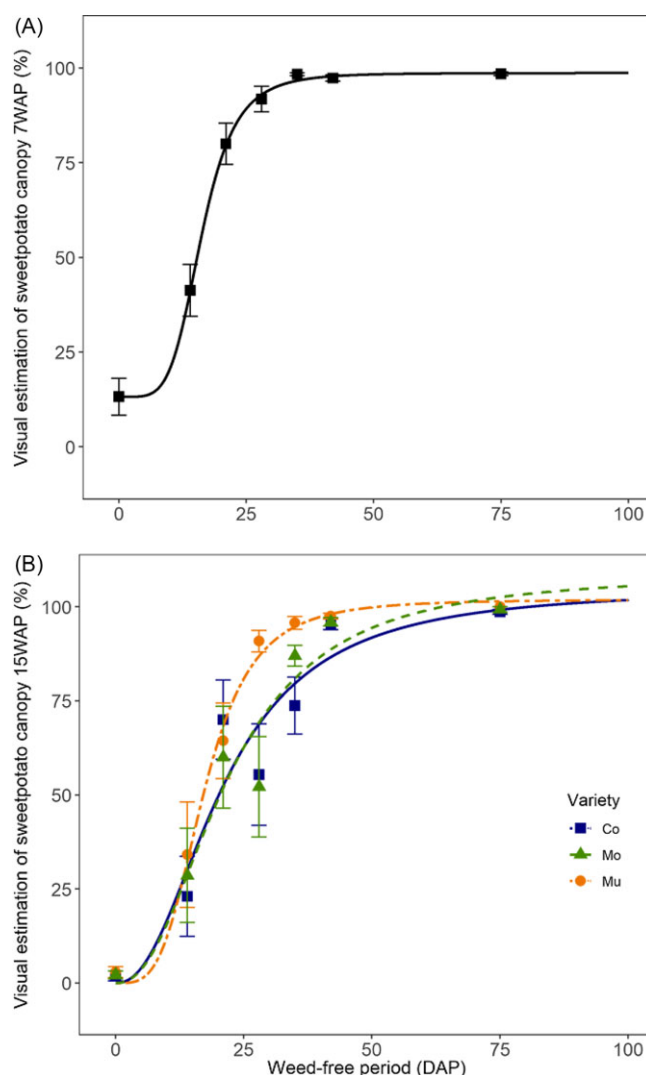 (A)
Visual estimation of sweetpotato canopy 7WAP (%)
100
75
50
25
0
0 25 50 75 100
(B)
Visual estimation of sweetpotato canopy 15WAP (%)
100
75
50
25
0
Variety
Co
Mo
Mu
0 25 50 75 100
Weed-free period (DAP)